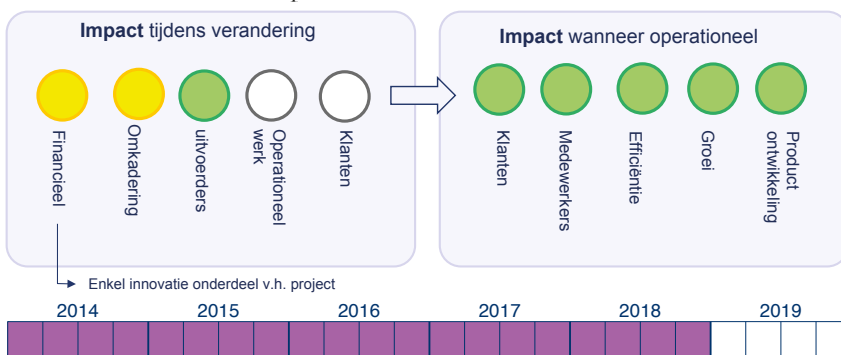 Impact tijdens verandering
Financieel
Omkadering
uitvoerders
Operationeel
werk
Klanten
Impact wanneer operationeel
Klanten
Medewerkers
Efficiëntie
Groei
Product
ontwikkeling
Enkel innovatie onderdeel v.h. project
2014 2015 2016 2017 2018 2019